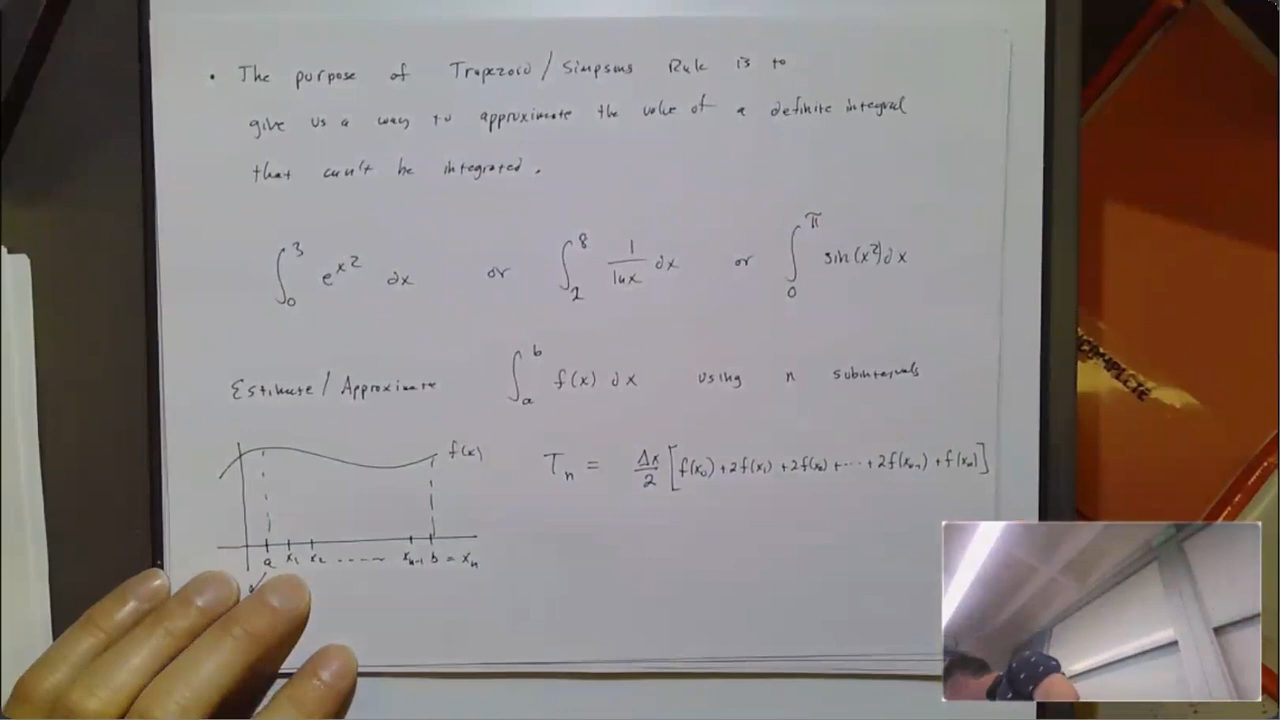 • The purpose of Trapezoid / Simpsons Rule is to
give us a way to approximate the value of a definite integral
that can't be integrated.
∫₀³ e^x² dx or ∫₂⁸ 1/lnx dx or ∫₀^π sin(x²)dx
Estimate / Approximate ∫ₐᵇ f(x) dx using n subintervals
f(x)
Tₙ = Δx/2 [f(x₀) + 2f(x₁) + 2f(x₂) + ··· + 2f(xₙ₋₁) + f(xₙ)]
a x₁ x₂ ..... xₙ₋₁ b = xₙ
COMPLETE